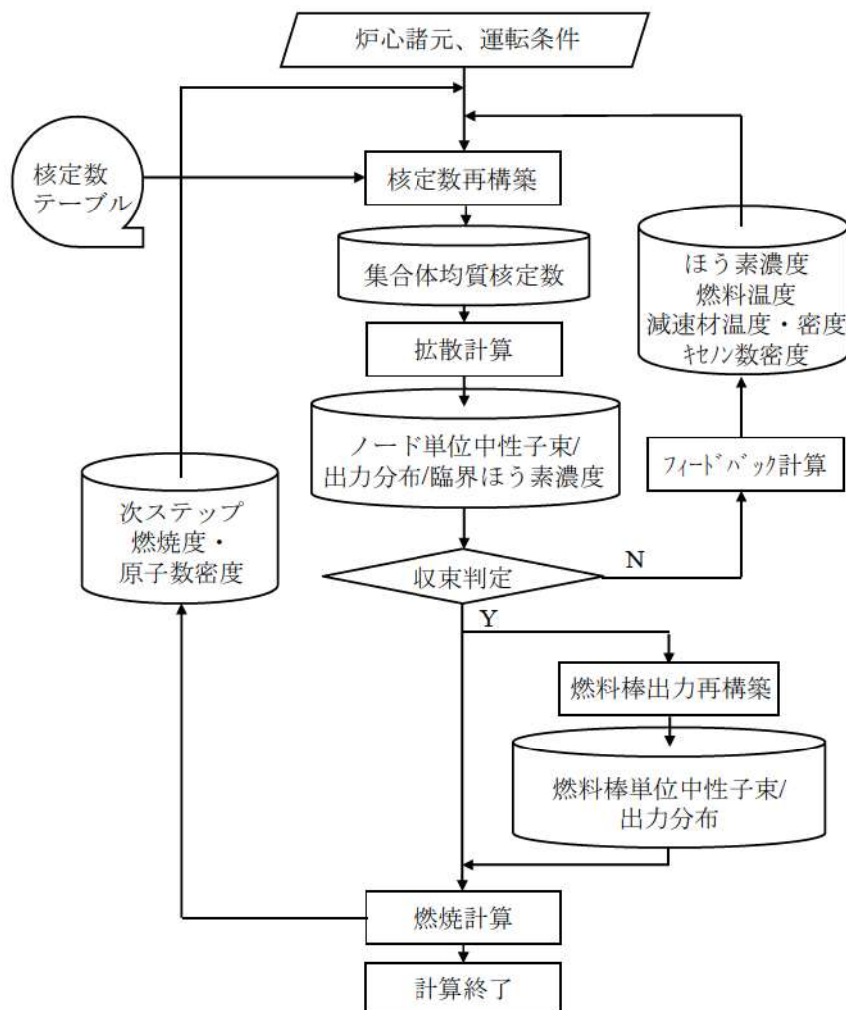 炉心諸元、運転条件
核定数
テーブル
核定数再構築
集合体均質核定数
ほう素濃度
燃料温度
減速材温度・密度
ｷｾﾉﾝ数密度
拡散計算
ノード単位中性子束/
出力分布/臨界ほう素濃度
ﾌｨｰﾄﾞﾊﾞｯｸ計算
次ステップ
燃焼度・
原子数密度
収束判定
N
Y
燃料棒出力再構築
燃料棒単位中性子束/
出力分布
燃焼計算
計算終了